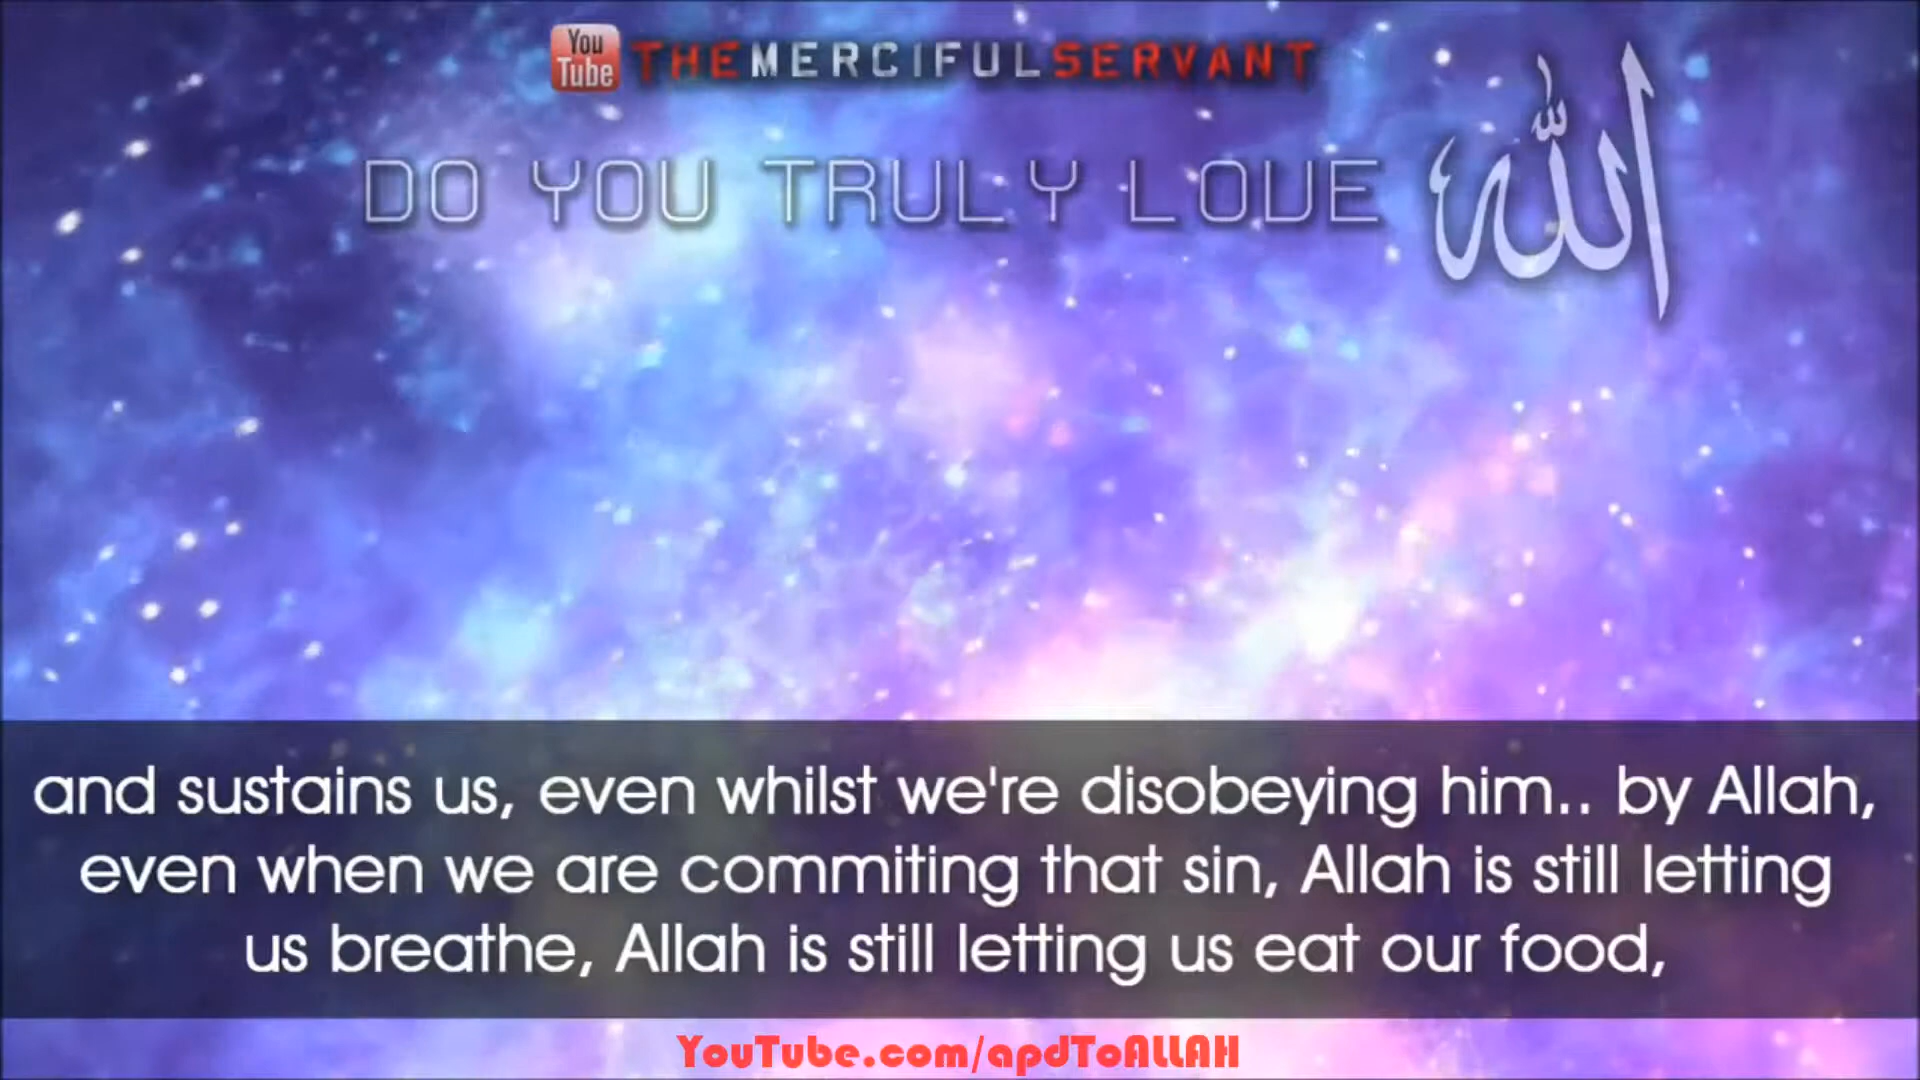 You Tube THEMERCIFULSERVANT
DO YOU TRULY LOVE الله
and sustains us, even whilst we're disobeying him.. by Allah,
even when we are commiting that sin, Allah is still letting
us breathe, Allah is still letting us eat our food,
YouTube.com/apdToALLAH